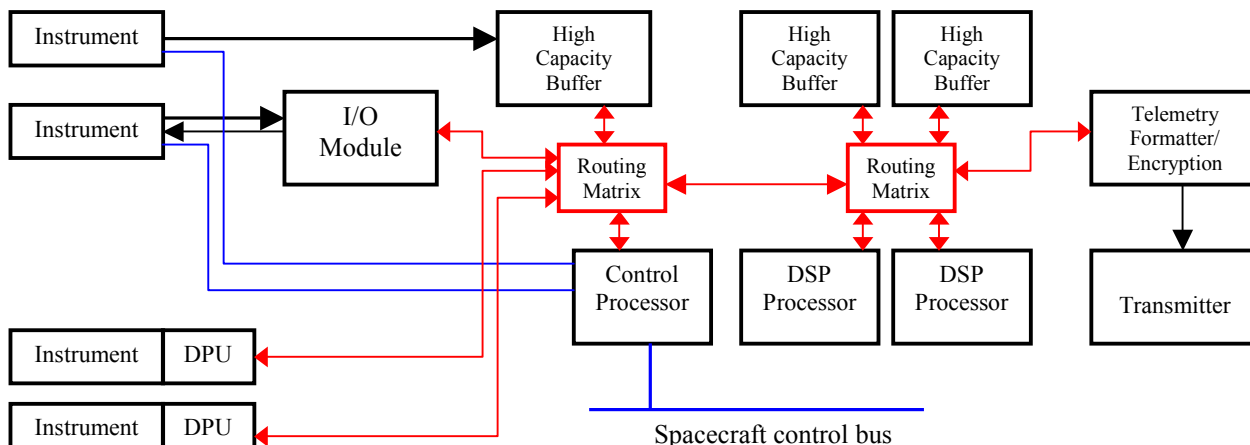 Instrument
High
Capacity
Buffer
High
Capacity
Buffer
High
Capacity
Buffer
Instrument
I/O
Module
Telemetry
Formatter/
Encryption
Routing
Matrix
Routing
Matrix
Control
Processor
DSP
Processor
DSP
Processor
Transmitter
Instrument
DPU
Instrument
DPU
Spacecraft control bus